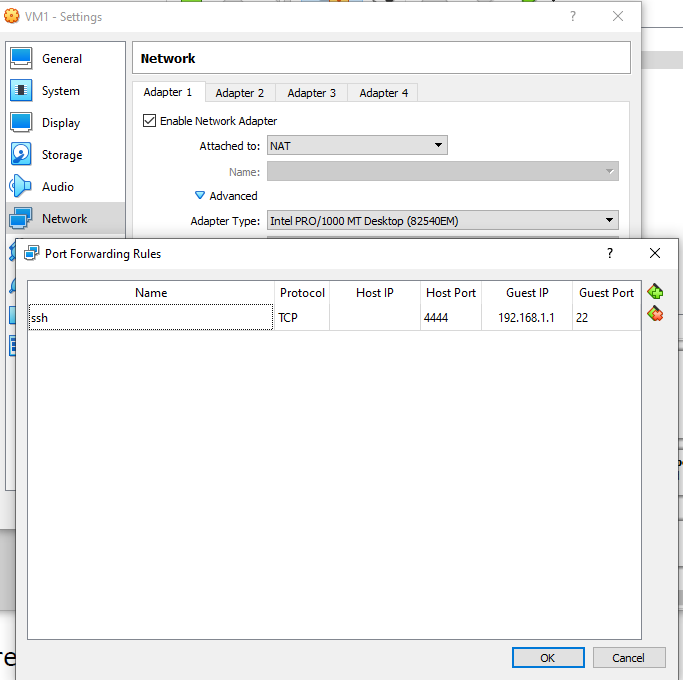 VM1 - Settings
General
System
Display
Storage
Audio
Network
Network
Adapter 1 Adapter 2 Adapter 3 Adapter 4
Enable Network Adapter
Attached to: NAT
Name:
Advanced
Adapter Type: Intel PRO/1000 MT Desktop (82540EM)
Port Forwarding Rules
Name Protocol Host IP Host Port Guest IP Guest Port
ssh TCP 4444 192.168.1.1 22
OK Cancel
re